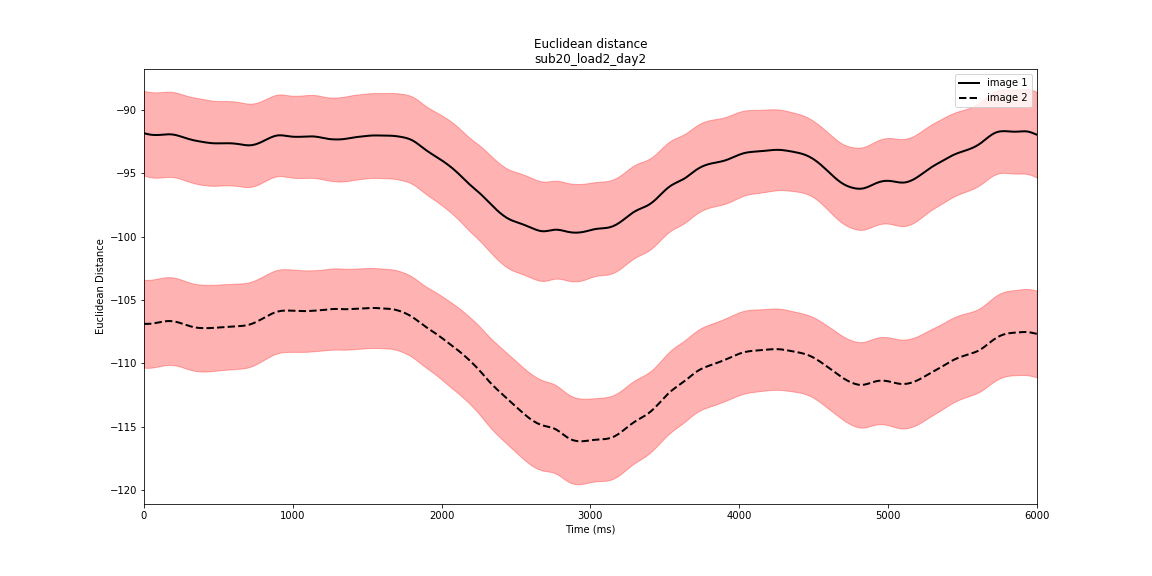 Euclidean distance
sub20_load2_day2
image 1
image 2
Euclidean Distance
−90
−95
−100
−105
−110
−115
−120
0 1000 2000 3000 4000 5000 6000
Time (ms)